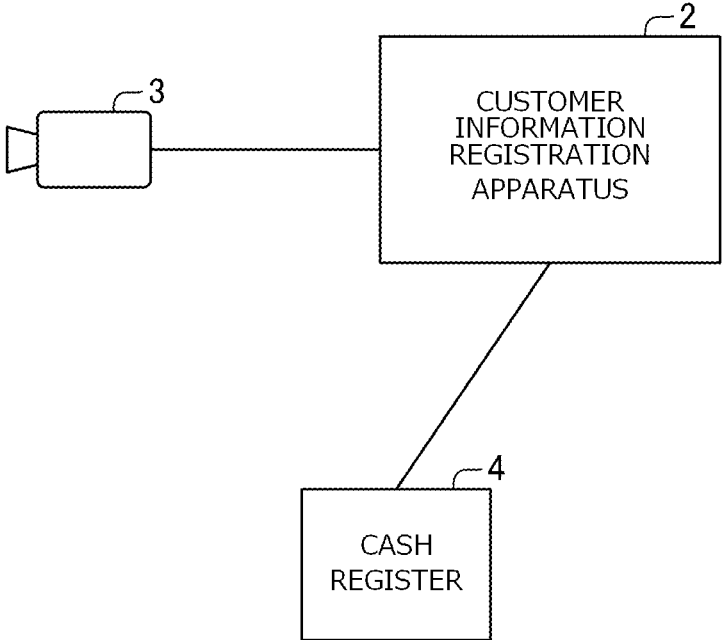 2
3
CUSTOMER
INFORMATION
REGISTRATION
APPARATUS
4
CASH
REGISTER